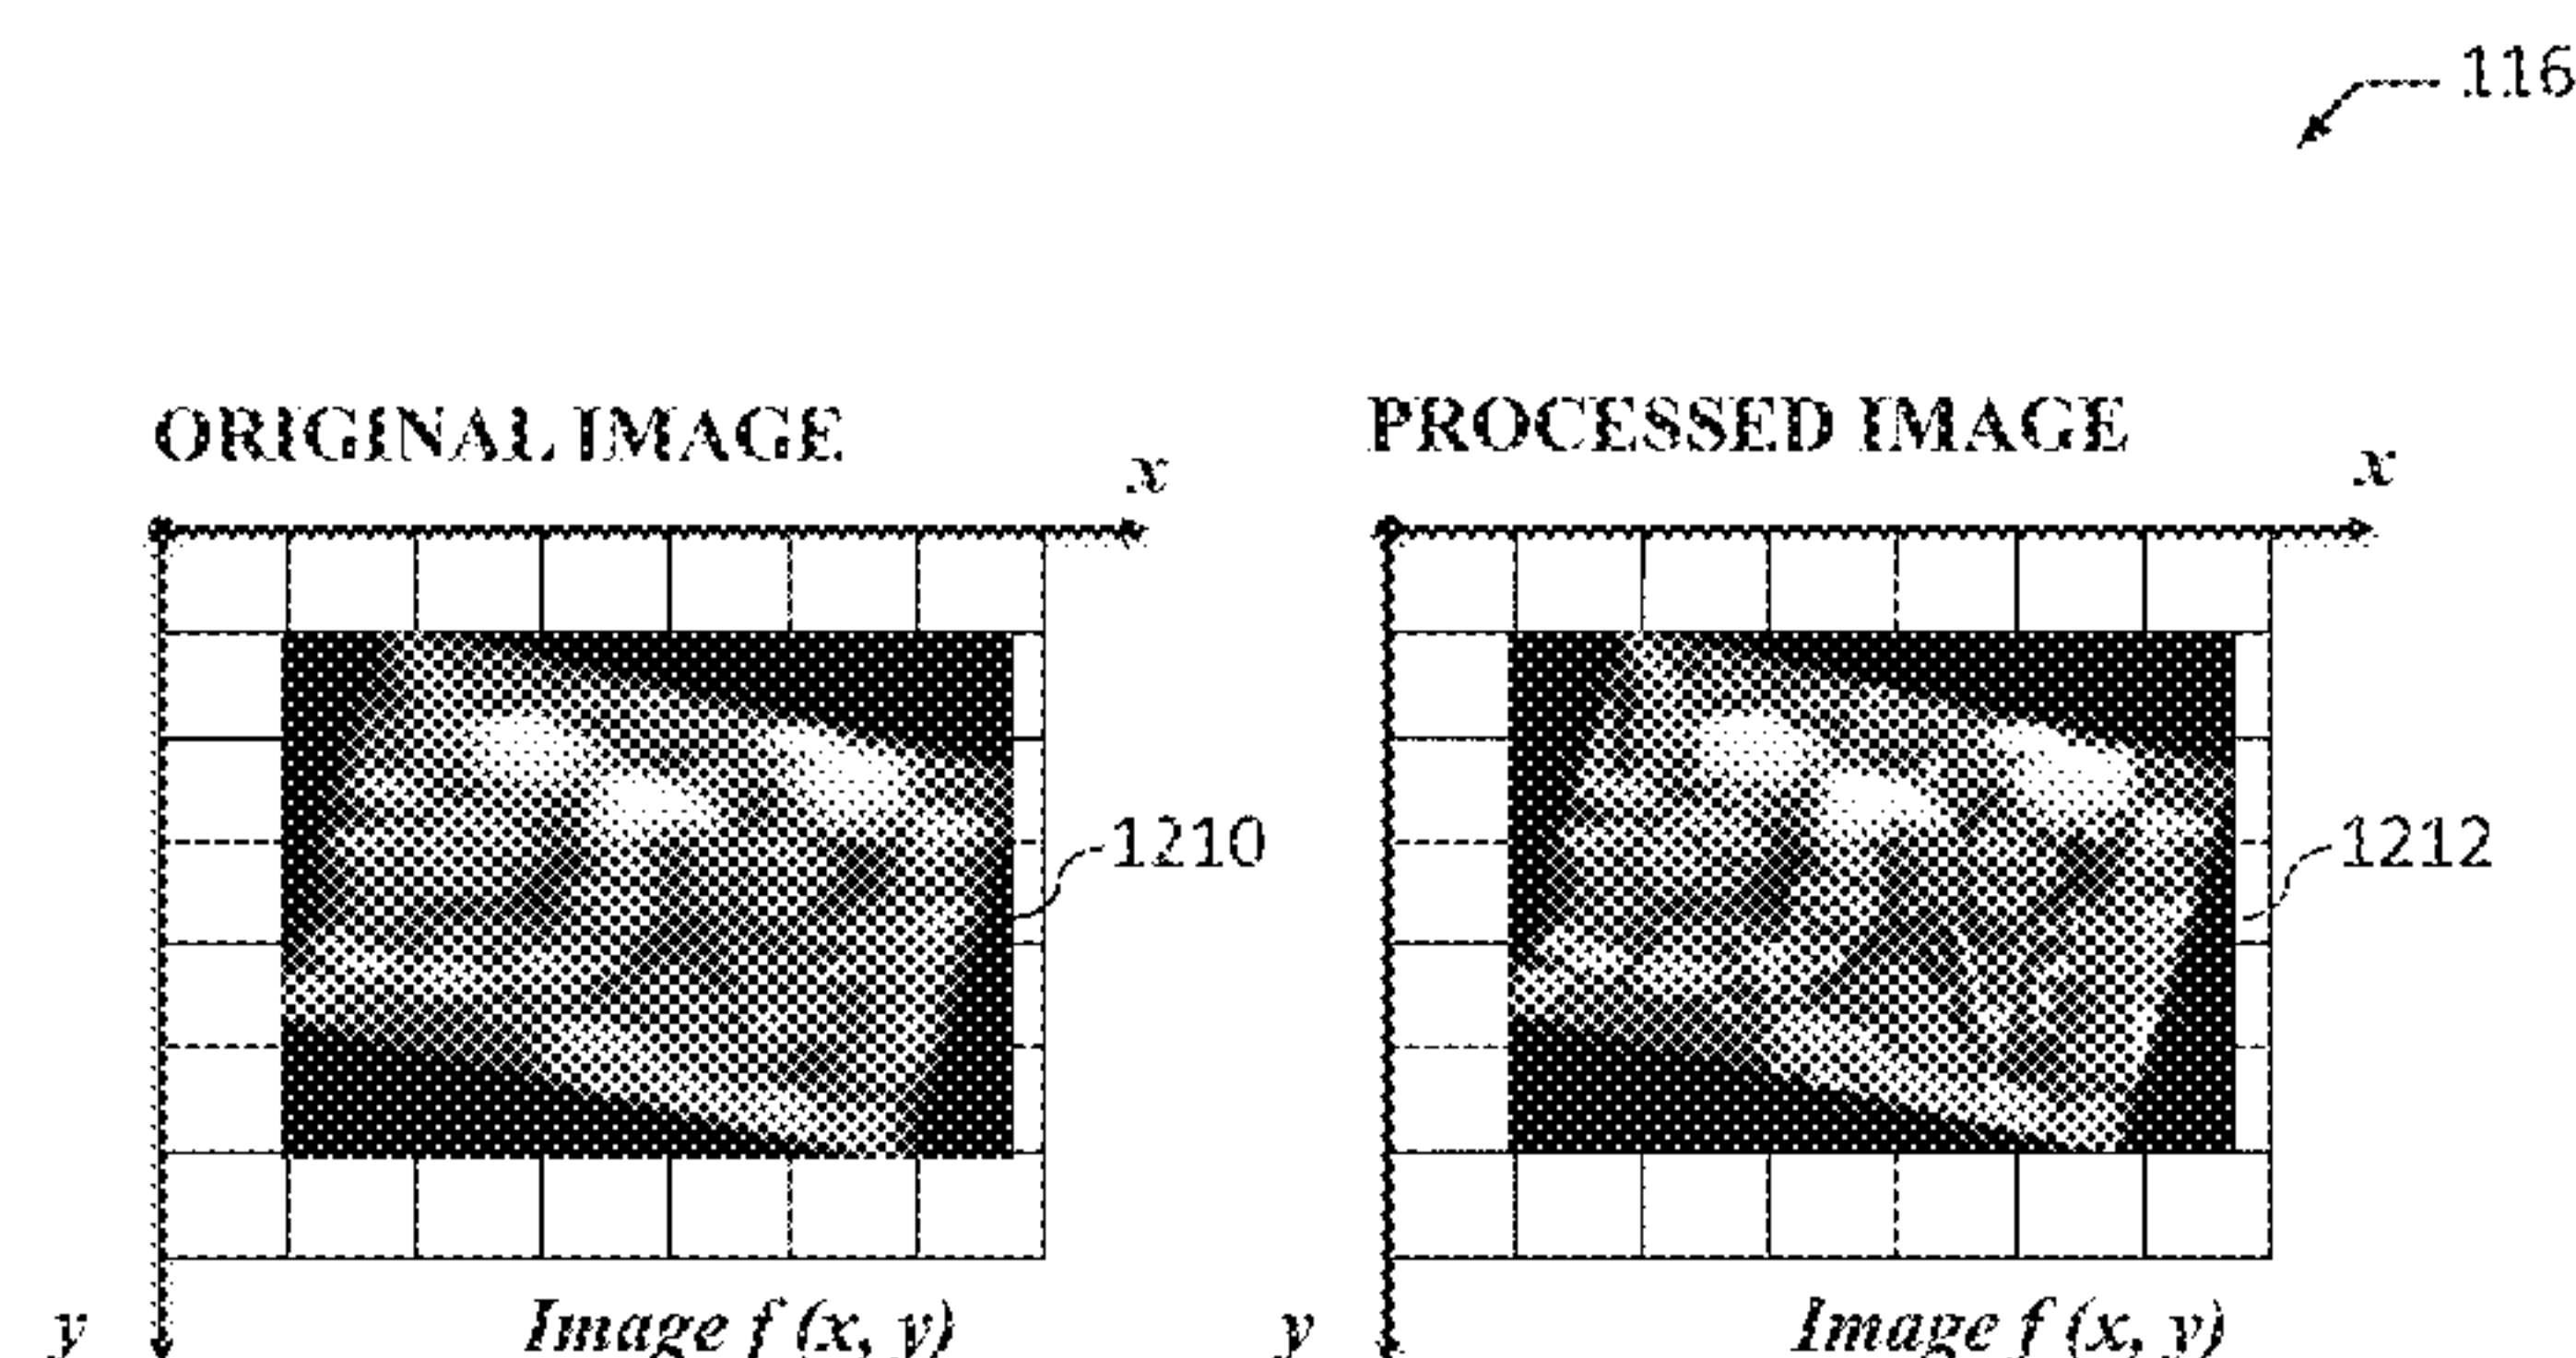 116
ORIGINAL IMAGE
PROCESSED IMAGE
x
x
1210
1212
y
Image f (x, y)
y
Image f (x, y)